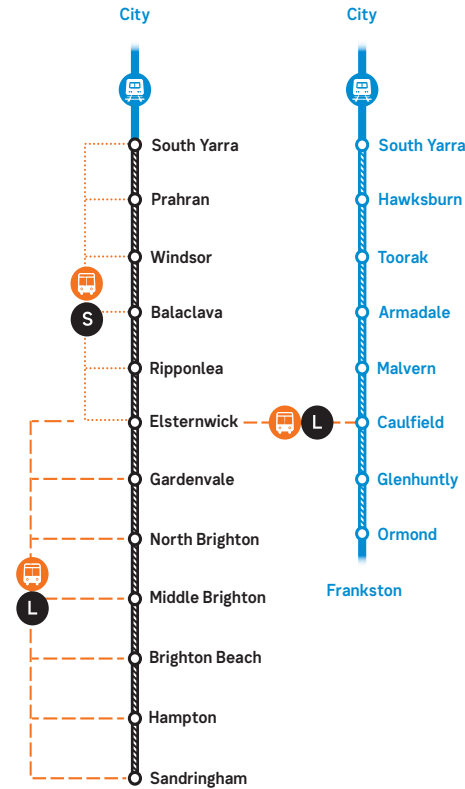 City
City
South Yarra
South Yarra
Prahran
Hawksburn
Windsor
Toorak
S
Balaclava
Armadale
Ripponlea
Malvern
Elsternwick
L
Caulfield
Gardenvale
Glenhuntly
North Brighton
Ormond
L
Middle Brighton
Frankston
Brighton Beach
Hampton
Sandringham